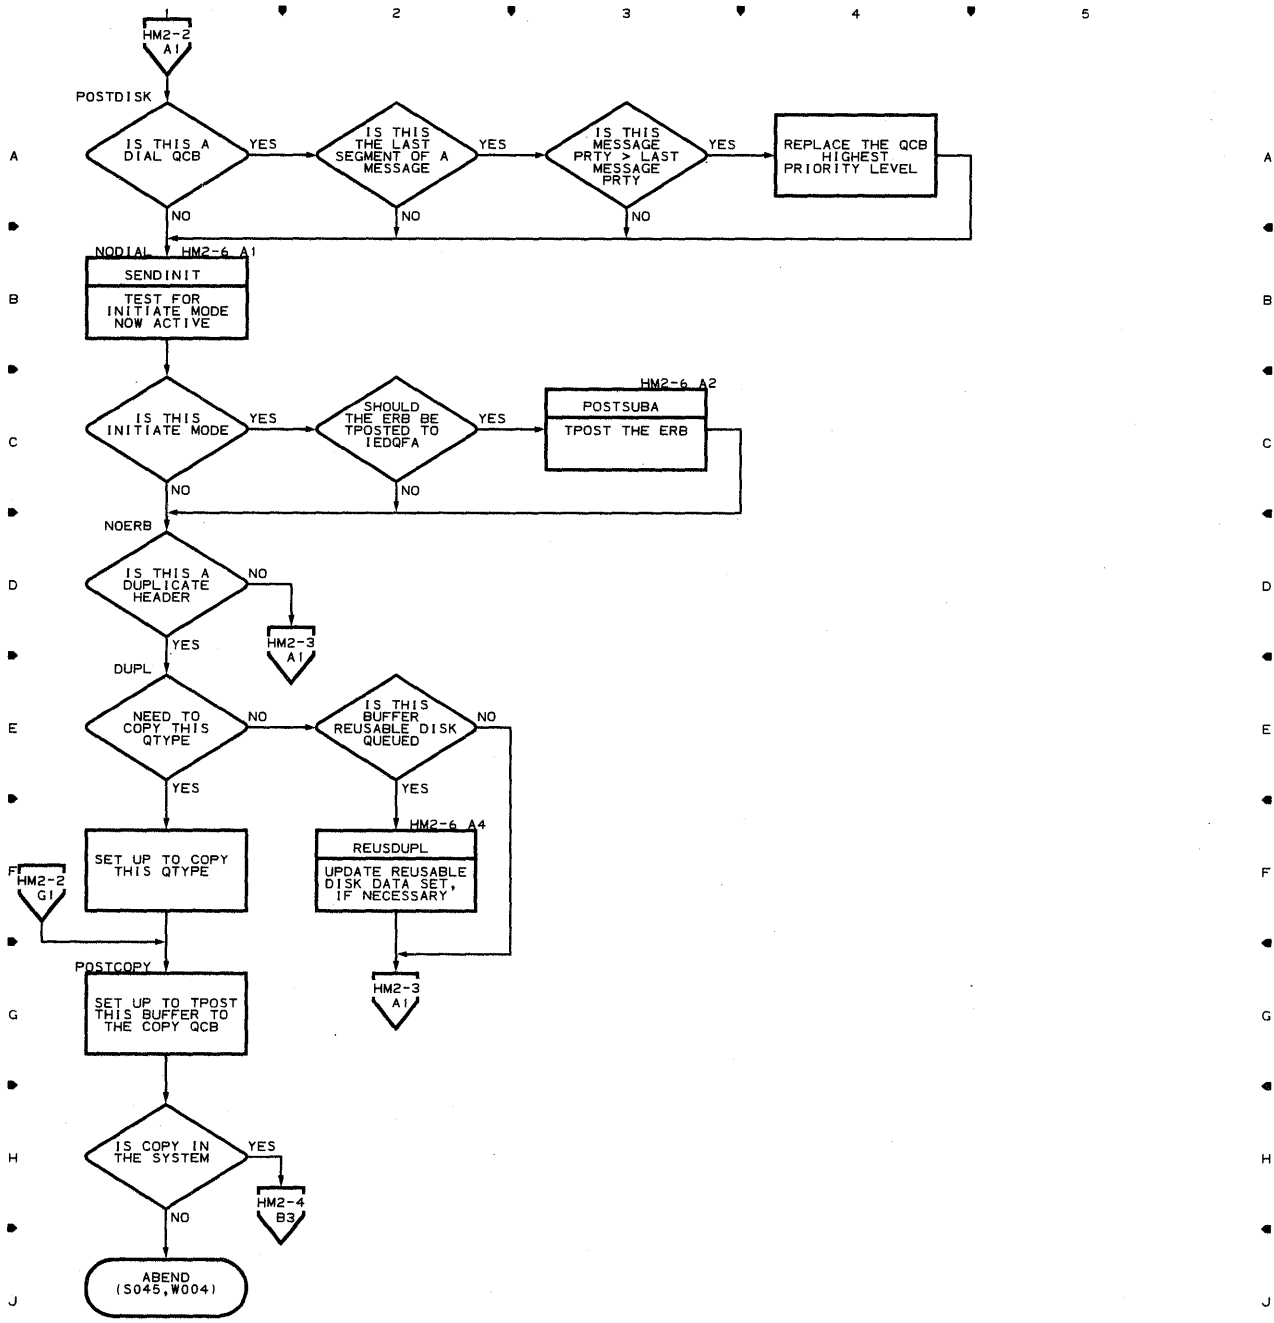 1 2 3 4 5
HM2-2
A1
POSTDISK
A
IS THIS A
DIAL QCB
YES
IS THIS
THE LAST
SEGMENT OF A
MESSAGE
YES
IS THIS
MESSAGE
PRTY > LAST
MESSAGE
PRTY
YES
REPLACE THE QCB
HIGHEST
PRIORITY LEVEL
A
NO
NO
NO
NODIAL HM2-6 A1
B
SENDINIT
TEST FOR
INITIATE MODE
NOW ACTIVE
B
C
IS THIS
INITIATE MODE
YES
SHOULD
THE ERB BE
TPOSTED TO
IEDQFA
YES
HM2-6 A2
POSTSUBA
TPOST THE ERB
C
NO
NO
NOERB
D
IS THIS A
DUPLICATE
HEADER
NO
D
HM2-3
A1
YES
DUPL
E
NEED TO
COPY THIS
QTYPE
NO
IS THIS
BUFFER
REUSABLE DISK
QUEUED
NO
E
YES
YES
HM2-6 A4
F
SET UP TO COPY
THIS QTYPE
REUSDUPL
UPDATE REUSABLE
DISK DATA SET,
IF NECESSARY
F
HM2-2
G1
POSTCOPY
G
SET UP TO TPOST
THIS BUFFER TO
THE COPY QCB
HM2-3
A1
G
H
IS COPY IN
THE SYSTEM
YES
H
HM2-4
B3
NO
J
ABEND
(S045,W004)
J